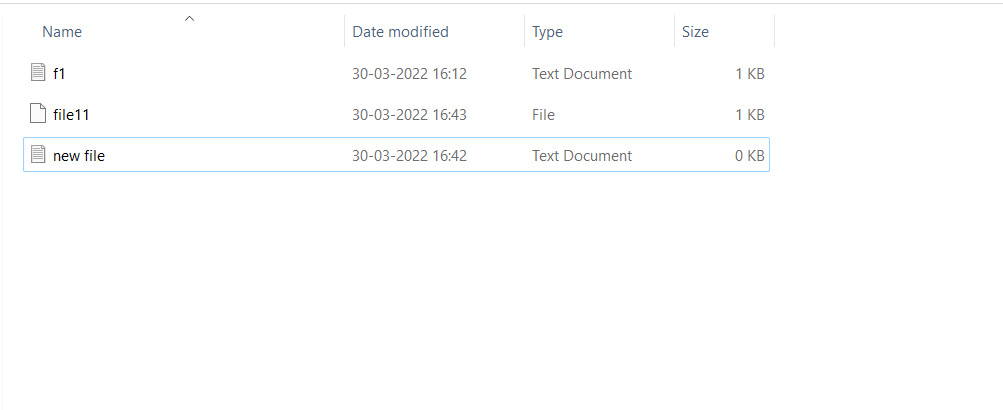 Name Date modified Type Size
f1 30-03-2022 16:12 Text Document 1 KB
file11 30-03-2022 16:43 File 1 KB
new file 30-03-2022 16:42 Text Document 0 KB